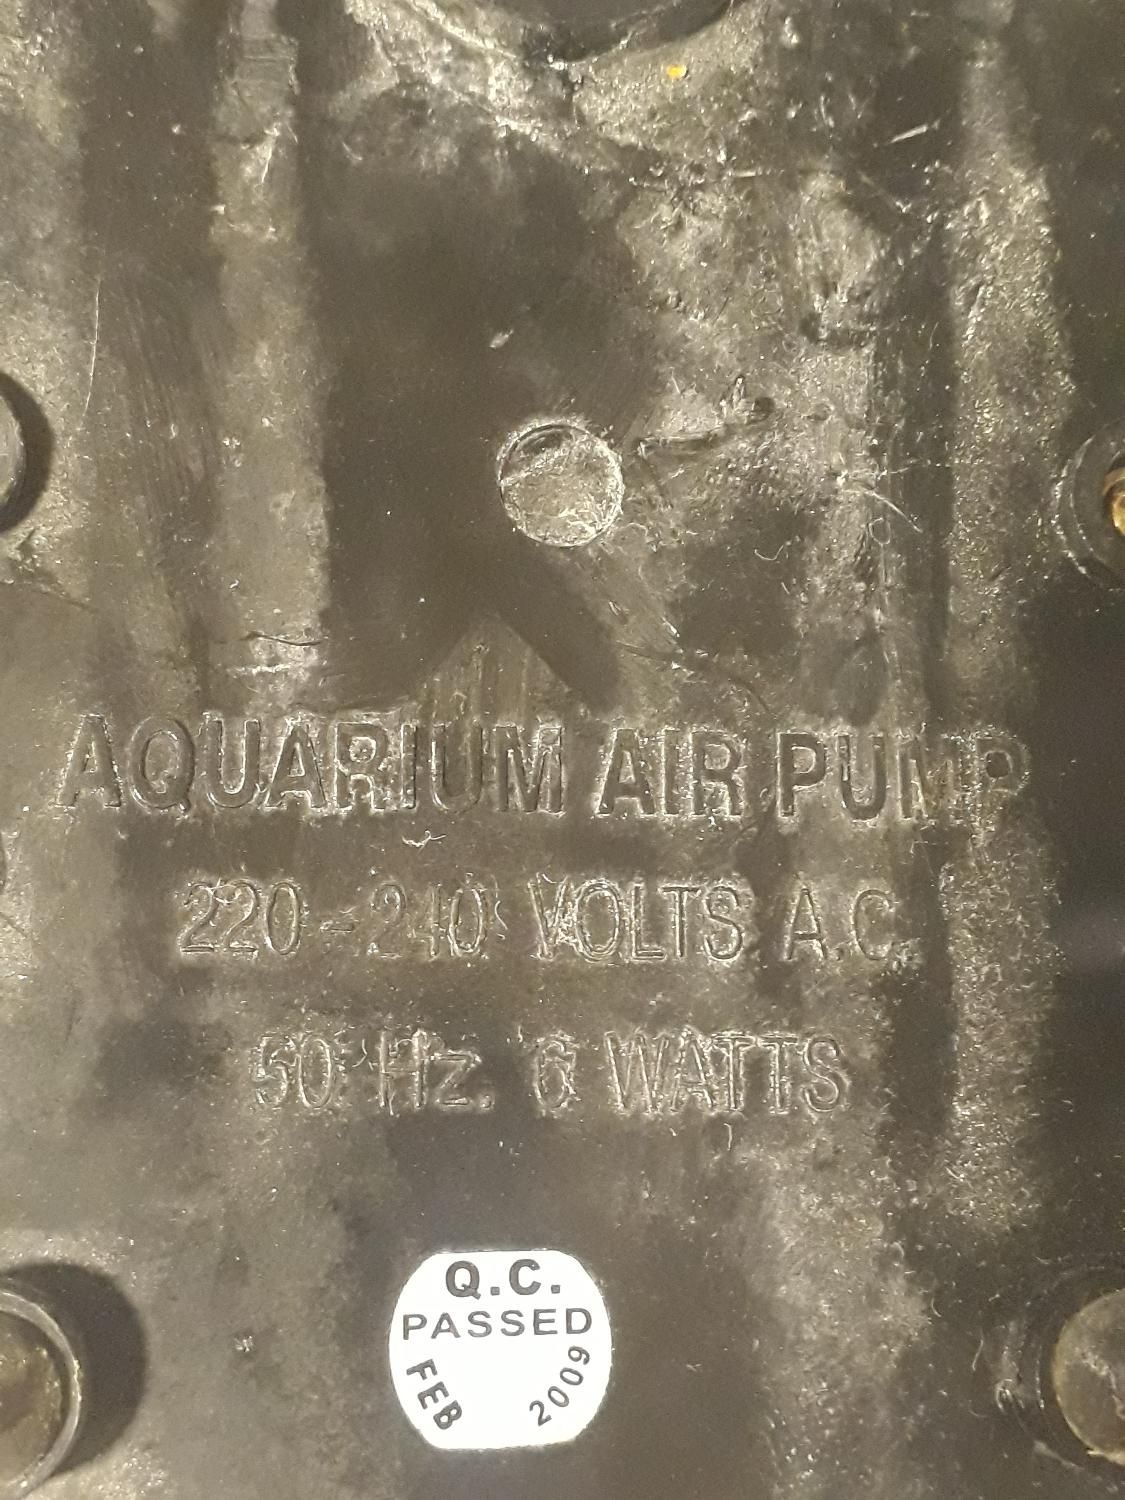 AQUARIUM AIR PUMP
220-240 VOLTS A.C.
50 Hz. 6 WATTS
Q.C.
PASSED
FEB 2009